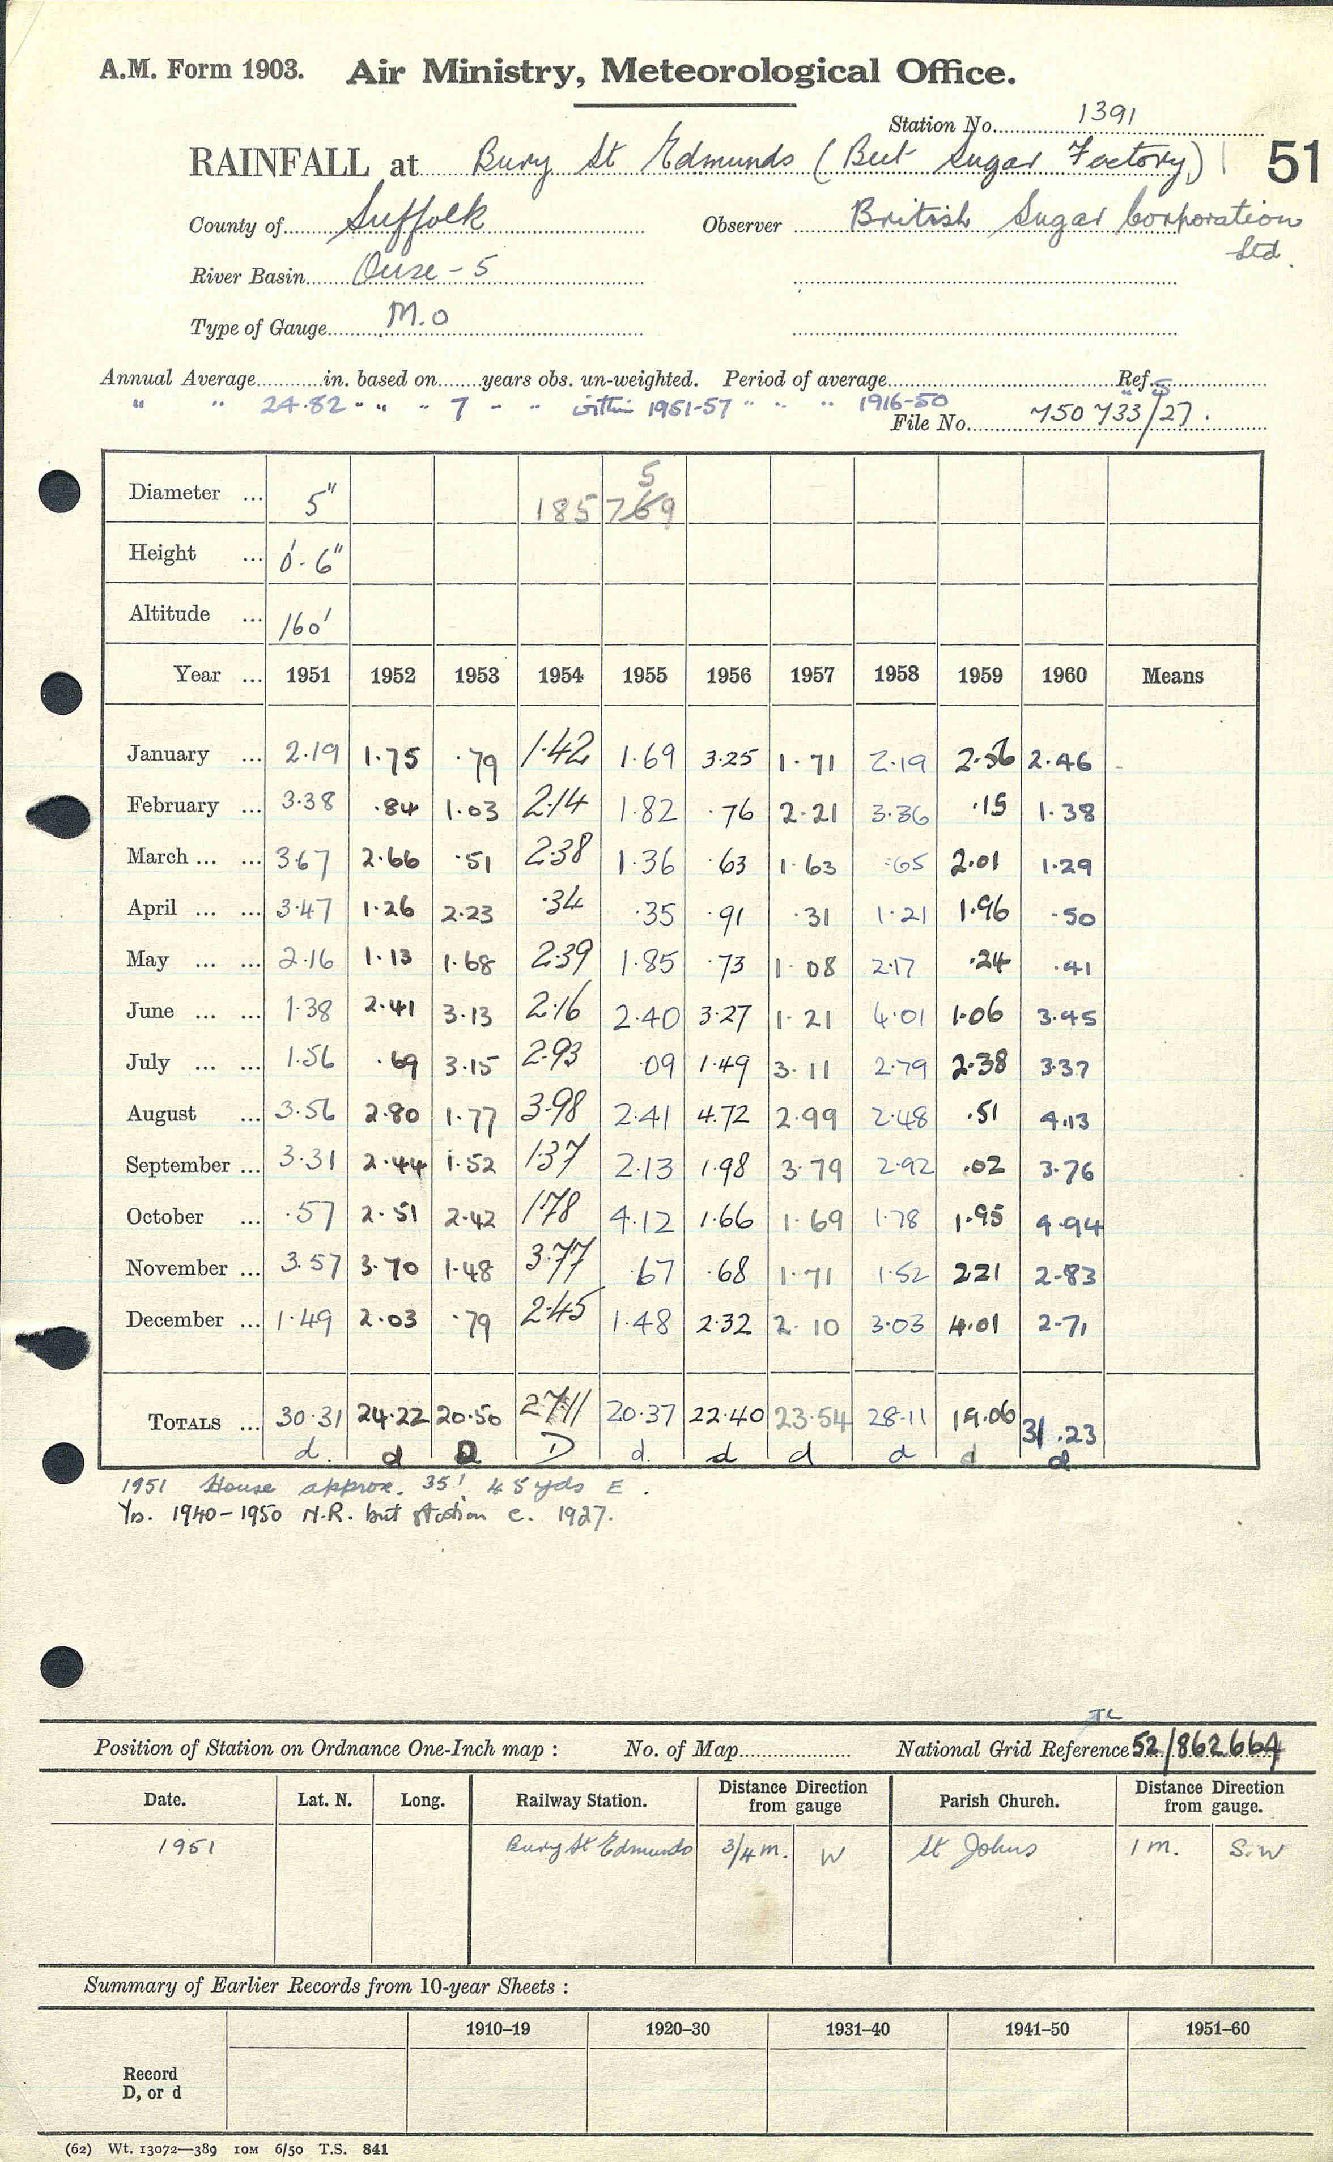 A.M. Form 1903. Air Ministry, Meteorological Office.
Station No. 1391
RAINFALL at Bury St Edmunds (Beet Sugar Factory) 51
County of Suffolk Observer British Sugar Corporation
Ltd.
River Basin Ouse - 5
Type of Gauge M.O
Annual Average in. based on years obs. un-weighted. Period of average Ref.
" " 24.82 " " " 7 " " within 1951-57 " " " 1916-50
File No. 750733/27.
5
Diameter ... 5" 185769
Height ... 0'-6"
Altitude ... 160'
Year ... 1951 1952 1953 1954 1955 1956 1957 1958 1959 1960 Means
January ... 2.19 1.75 .79 1.42 1.69 3.25 1.71 2.19 2.56 2.46
February ... 3.38 .84 1.03 2.14 1.82 .76 2.21 3.36 .15 1.38
March ... ... 3.67 2.66 .51 2.38 1.36 .63 1.63 .65 2.01 1.29
April ... ... 3.47 1.26 2.23 .34 .35 .91 .31 1.21 1.96 .50
May ... ... 2.16 1.13 1.68 2.39 1.85 .73 1.08 2.17 .24 .41
June ... ... 1.38 2.41 3.13 2.16 2.40 3.27 1.21 4.01 1.06 3.45
July ... ... 1.56 .69 3.15 2.93 .09 1.49 3.11 2.79 2.38 3.37
August ... 3.56 2.80 1.77 3.98 2.41 4.72 2.99 2.48 .51 4.13
September ... 3.31 2.44 1.52 1.37 2.13 1.98 3.79 2.92 .02 3.76
October ... .57 2.51 2.42 1.78 4.12 1.66 1.69 1.78 1.95 4.94
November ... 3.57 3.70 1.48 3.77 .67 .68 1.71 1.52 2.21 2.83
December ... 1.49 2.03 .79 2.45 1.48 2.32 2.10 3.03 4.01 2.71
TOTALS ... 30.31 24.22 20.50 27.11 20.37 22.40 23.54 28.11 19.06 31.23
d. d D D d. d d d d d
1951 House approx. 35'. 45 yds E.
Yrs. 1940-1950 N.R. but station c. 1927.
TL
Position of Station on Ordnance One-Inch map : No. of Map National Grid Reference 52/862664
Date. Lat. N. Long. Railway Station. Distance from gauge Direction Parish Church. Distance from gauge. Direction
1951 Bury St Edmunds 3/4 m. W St Johns 1 m. S.W
Summary of Earlier Records from 10-year Sheets :
1910–19 1920–30 1931–40 1941–50 1951–60
Record
D, or d
(62) Wt. 13072—389 10M 6/50 T.S. 841